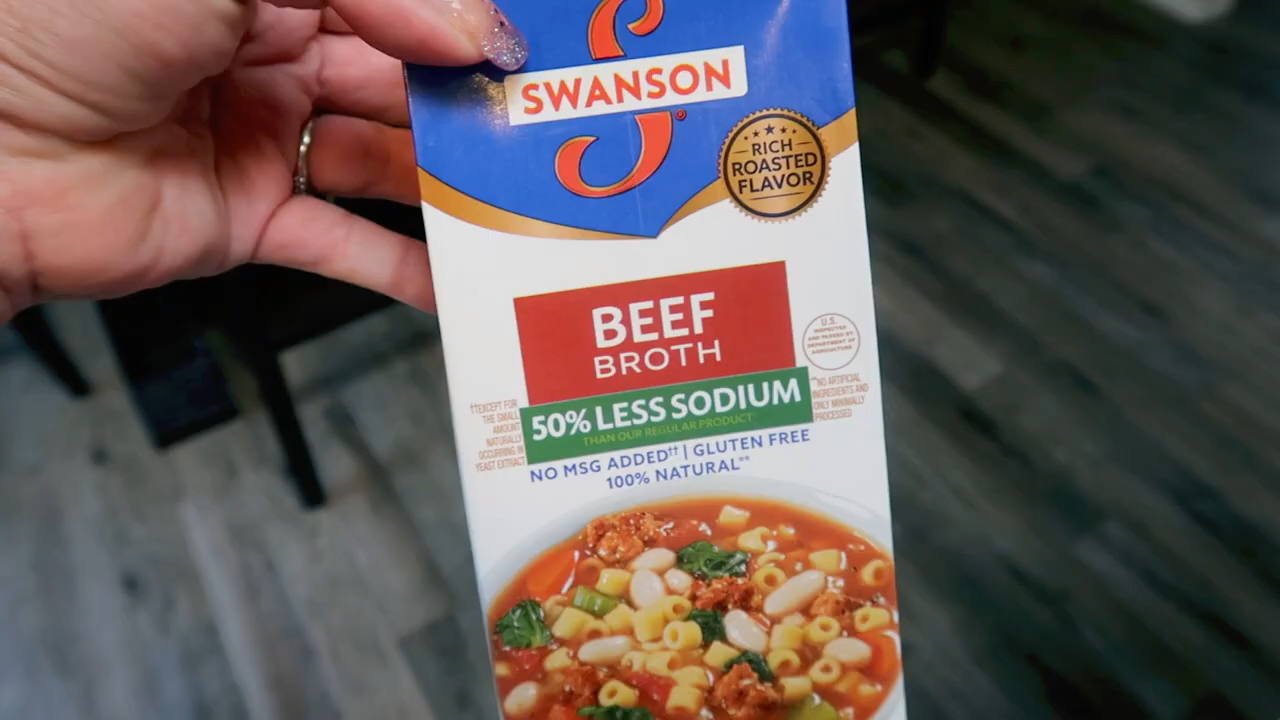 SWANSON
®
RICH
ROASTED
FLAVOR
BEEF
BROTH
U.S.
INSPECTED
AND PASSED BY
DEPARTMENT OF
AGRICULTURE
††EXCEPT FOR
THE SMALL
AMOUNT
NATURALLY
OCCURRING IN
YEAST EXTRACT
50% LESS SODIUM
THAN OUR REGULAR PRODUCT
**NO ARTIFICIAL
INGREDIENTS AND
ONLY MINIMALLY
PROCESSED
NO MSG ADDED†† | GLUTEN FREE
100% NATURAL**